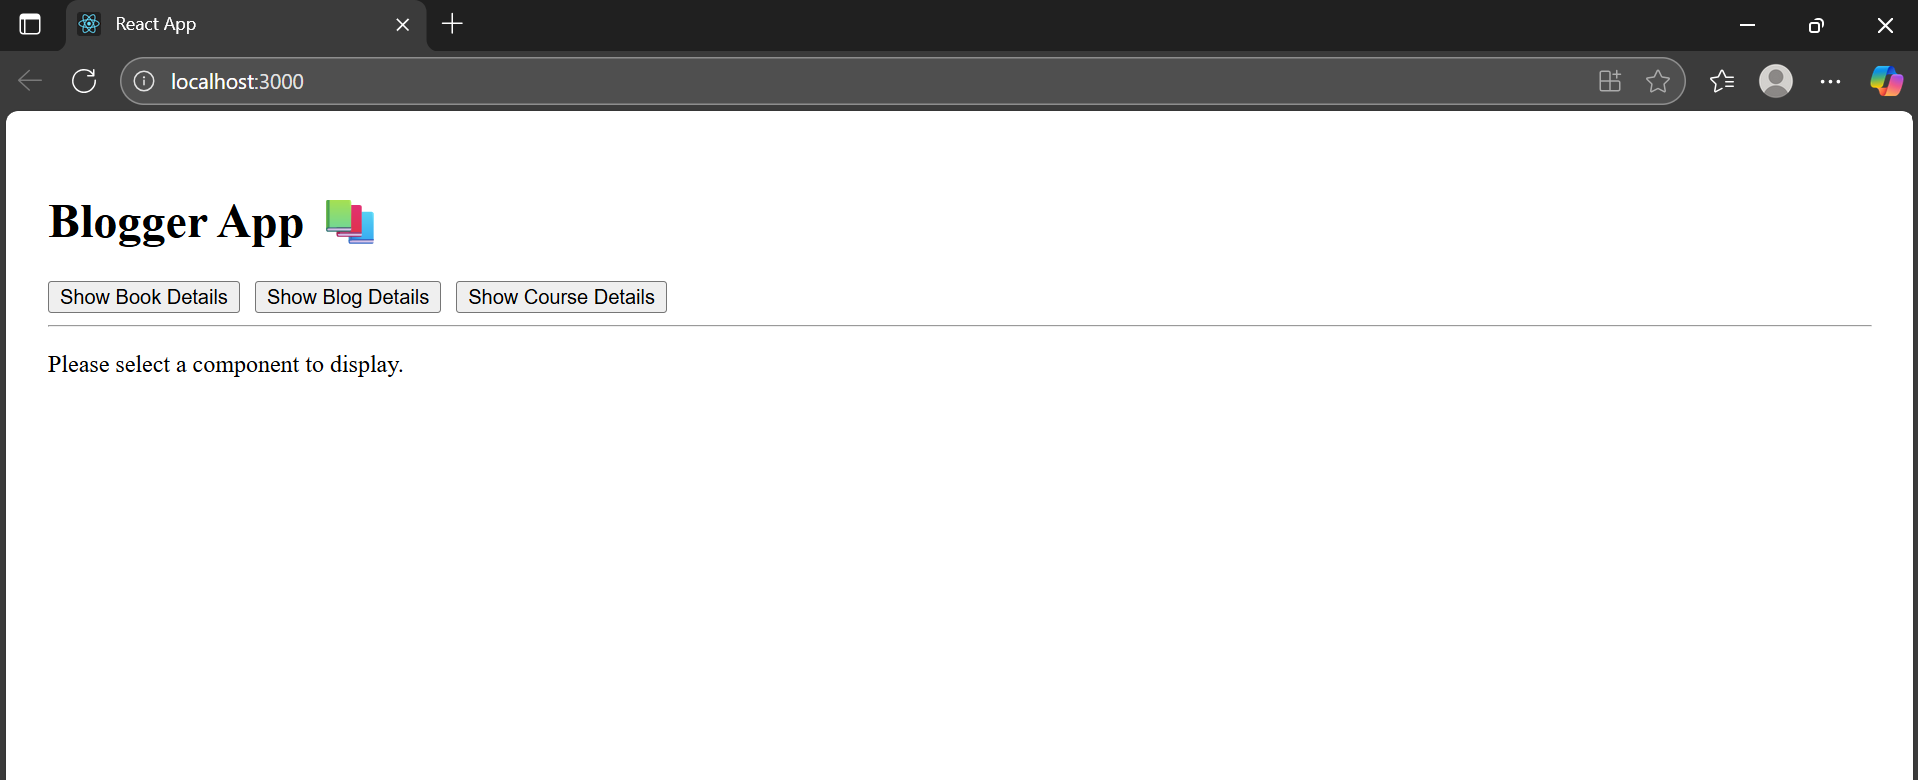 React App
localhost:3000
Blogger App 📚
Show Book Details Show Blog Details Show Course Details
Please select a component to display.